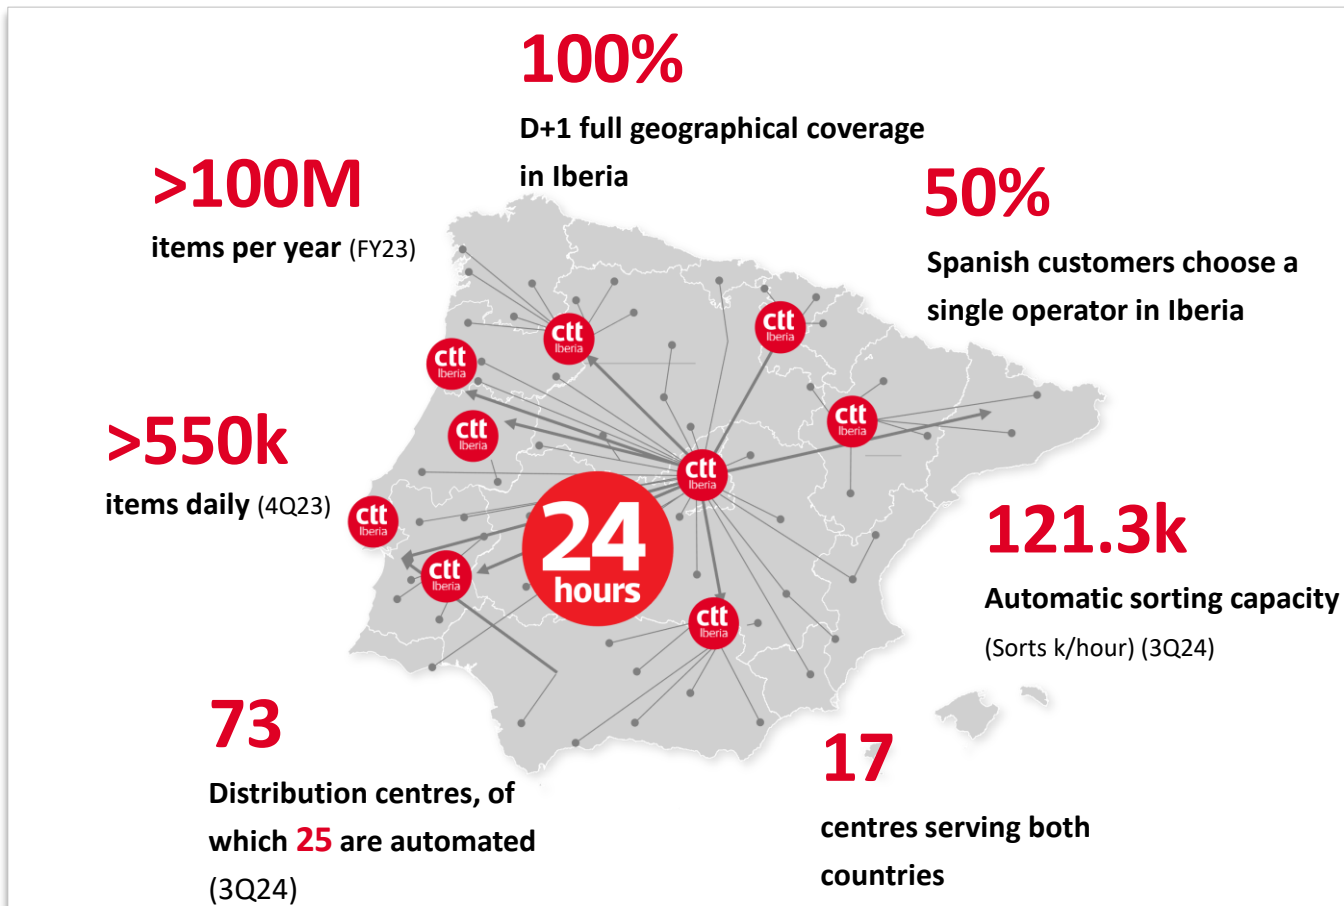 100%
D+1 full geographical coverage
in Iberia
>100M
items per year (FY23)
50%
Spanish customers choose a
single operator in Iberia
ctt
Iberia
ctt
Iberia
ctt
Iberia
ctt
Iberia
ctt
Iberia
ctt
Iberia
ctt
Iberia
ctt
Iberia
ctt
Iberia
24
hours
>550k
items daily (4Q23)
121.3k
Automatic sorting capacity
(Sorts k/hour) (3Q24)
73
Distribution centres, of
which 25 are automated
(3Q24)
17
centres serving both
countries